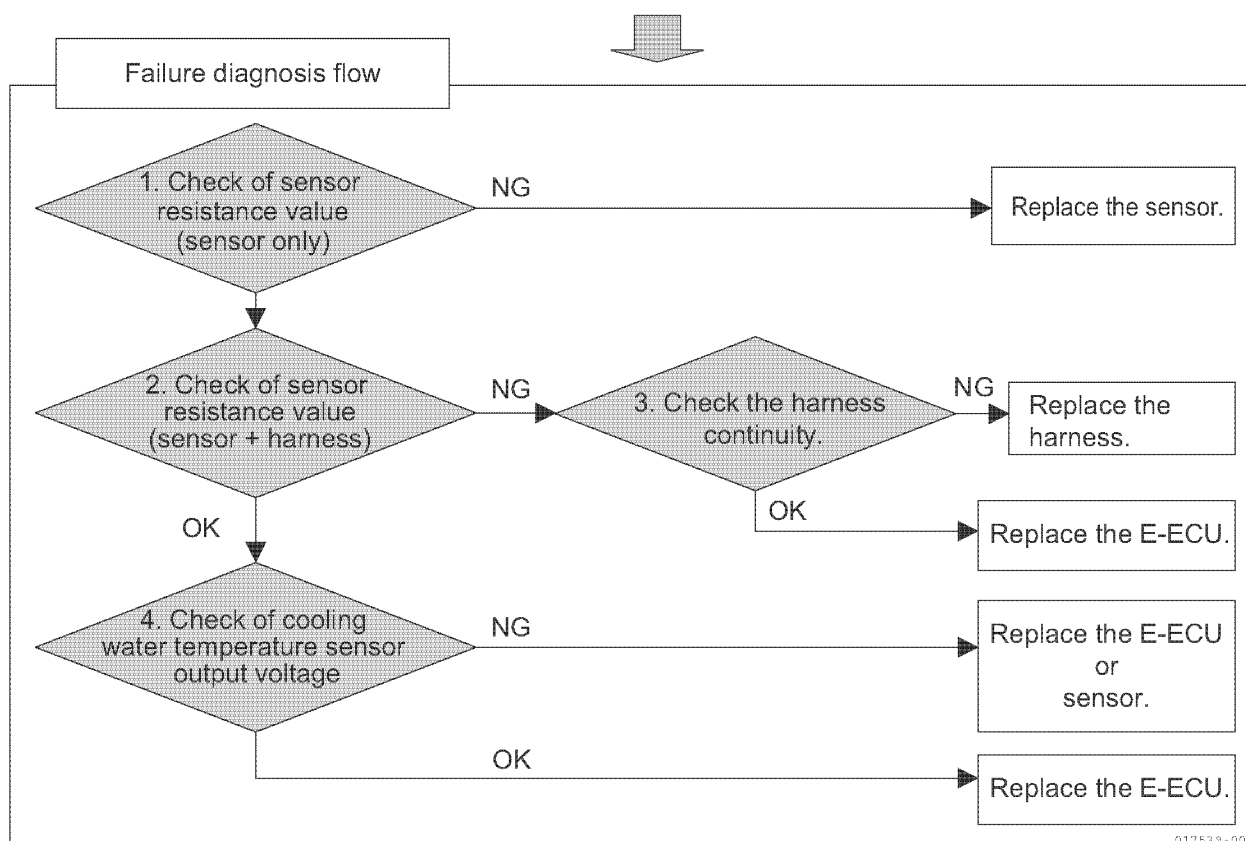 Failure diagnosis flow
1. Check of sensor
resistance value
(sensor only)
NG
Replace the sensor.
2. Check of sensor
resistance value
(sensor + harness)
NG
3. Check the harness
continuity.
NG
Replace the
harness.
OK
Replace the E-ECU.
OK
4. Check of cooling
water temperature sensor
output voltage
NG
Replace the E-ECU
or
sensor.
OK
Replace the E-ECU.